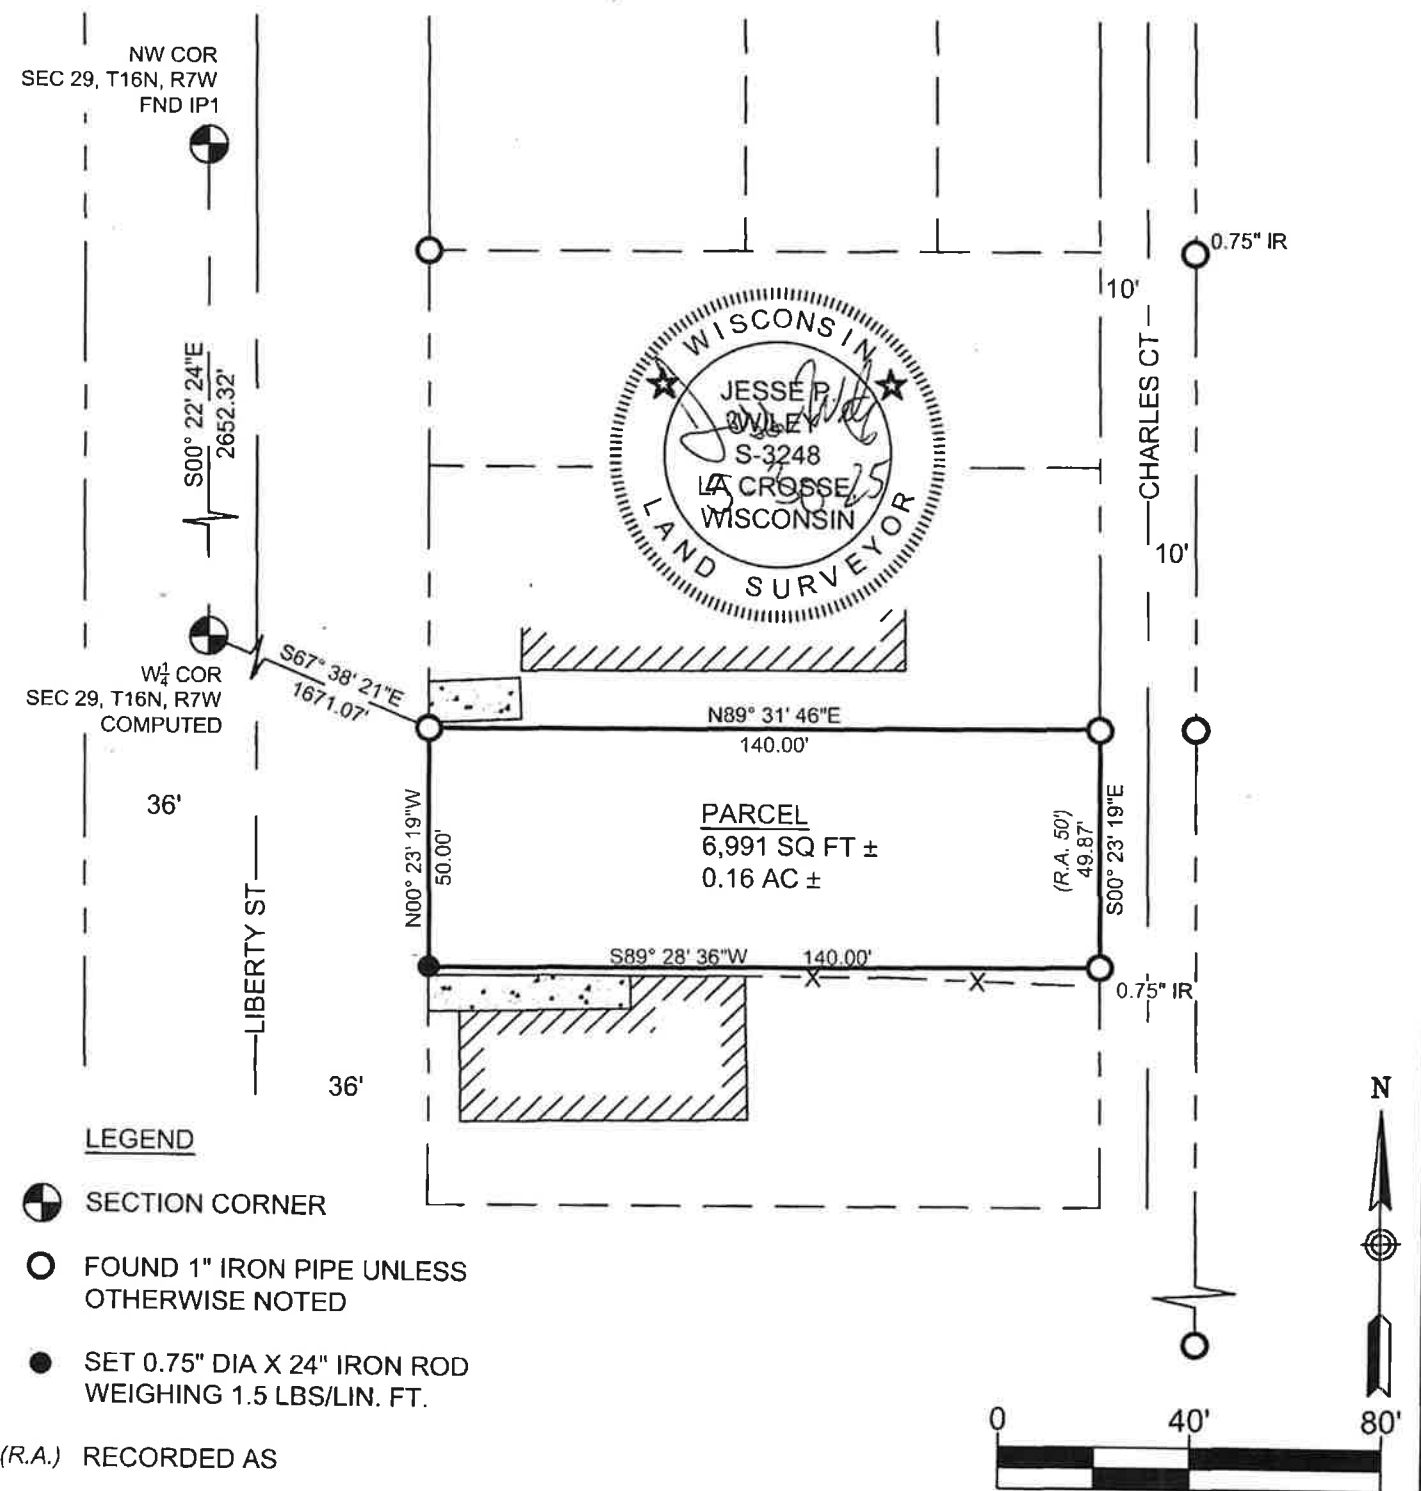 NW COR
SEC 29, T16N, R7W
FND IP1
0.75" IR
10'
WISCONSIN
LAND SURVEYOR
JESSE P.
WILEY
S-3248
LA CROSSE,
WISCONSIN
CHARLES CT
10'
S00° 22' 24"E
2652.32'
W¼ COR
SEC 29, T16N, R7W
COMPUTED
S67° 38' 21"E
1671.07'
N89° 31' 46"E
140.00'
36'
N00° 23' 19"W
50.00'
PARCEL
6,991 SQ FT ±
0.16 AC ±
(R.A. 50')
49.87'
S00° 23' 19"E
LIBERTY ST
S89° 28' 36"W 140.00'
X X
0.75" IR
36'
N
LEGEND
SECTION CORNER
FOUND 1" IRON PIPE UNLESS
OTHERWISE NOTED
SET 0.75" DIA X 24" IRON ROD
WEIGHING 1.5 LBS/LIN. FT.
(R.A.) RECORDED AS
0 40' 80'